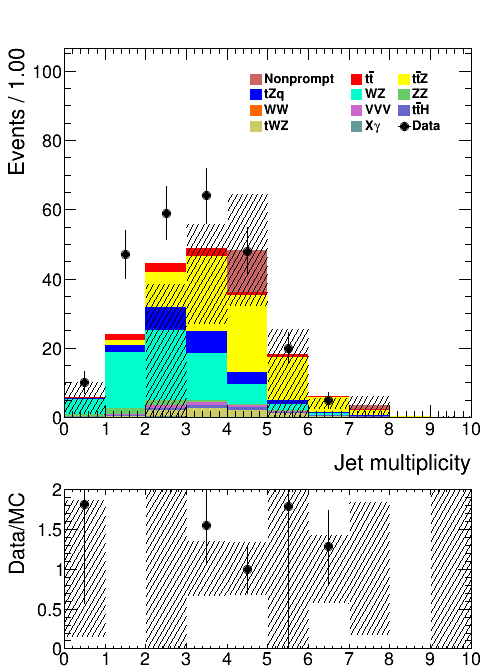 Events / 1.00
100
80
60
40
20
0
Nonprompt tt̄ tt̄Z
tZq WZ ZZ
WW VVV tt̄H
tWZ Xγ Data
0 1 2 3 4 5 6 7 8 9 10
Jet multiplicity
Data/MC
2
1.5
1
0.5
0
0 1 2 3 4 5 6 7 8 9 10